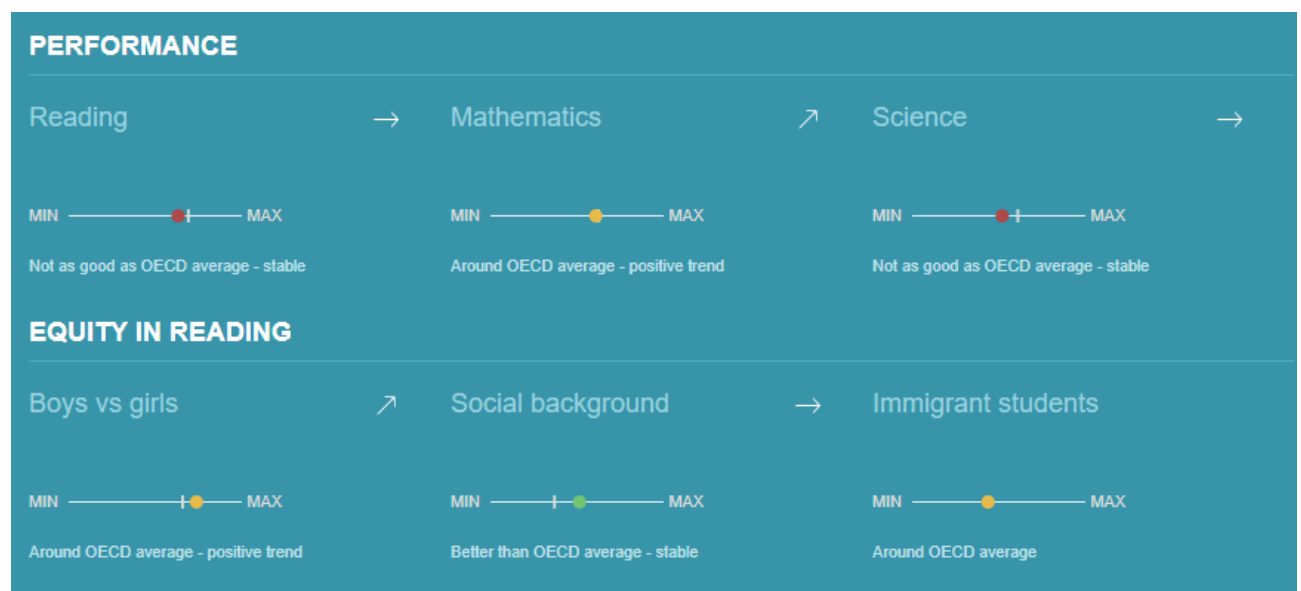 PERFORMANCE
Reading → Mathematics ↗ Science →
MIN MAX MIN MAX MIN MAX
Not as good as OECD average - stable Around OECD average - positive trend Not as good as OECD average - stable
EQUITY IN READING
Boys vs girls ↗ Social background → Immigrant students
MIN MAX MIN MAX MIN MAX
Around OECD average - positive trend Better than OECD average - stable Around OECD average